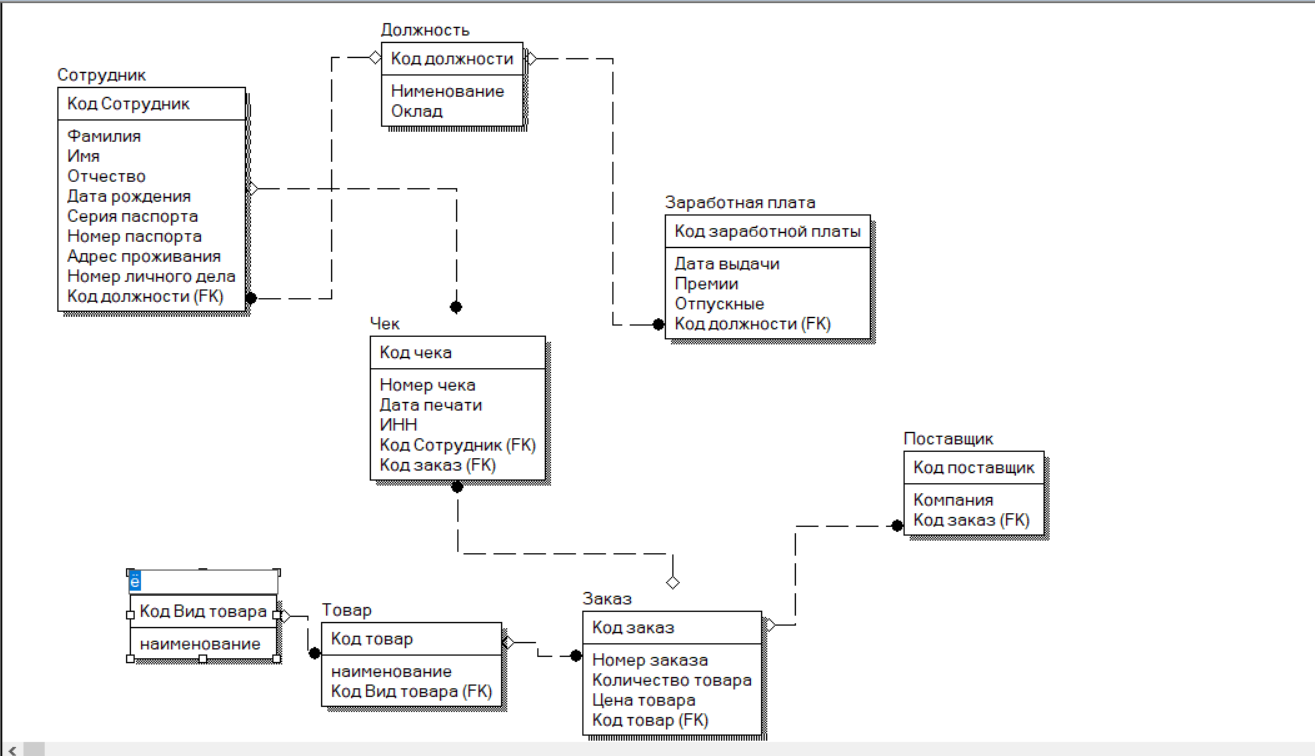 Должность
Код должности
Нименование
Оклад
Сотрудник
Код Сотрудник
Фамилия
Имя
Отчество
Дата рождения
Серия паспорта
Номер паспорта
Адрес проживания
Номер личного дела
Код должности (FK)
Заработная плата
Код заработной платы
Дата выдачи
Премии
Отпускные
Код должности (FK)
Чек
Код чека
Номер чека
Дата печати
ИНН
Код Сотрудник (FK)
Код заказ (FK)
Поставщик
Код поставщик
Компания
Код заказ (FK)
ё
Код Вид товара
наименование
Товар
Код товар
наименование
Код Вид товара (FK)
Заказ
Код заказ
Номер заказа
Количество товара
Цена товара
Код товар (FK)